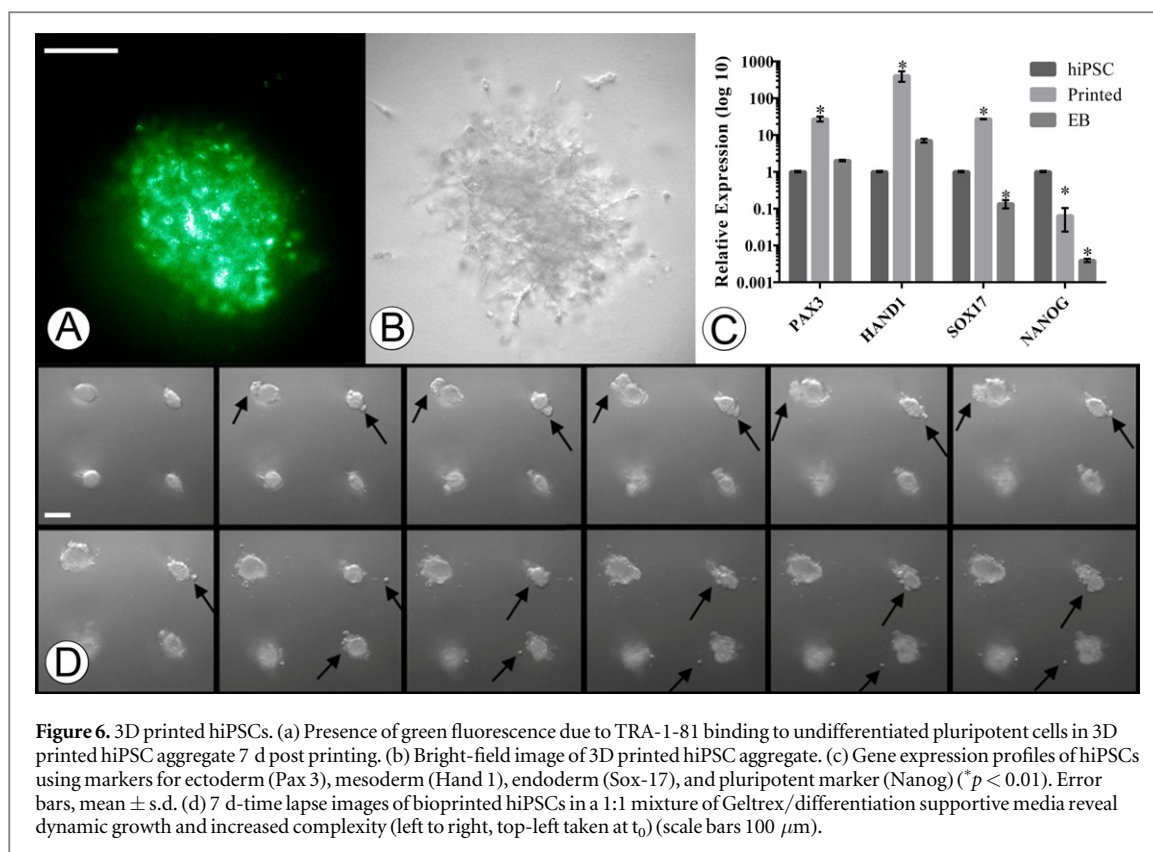 A
B
C
Relative Expression (log 10)
1000
100
10
1
0.1
0.01
0.001
*
*
*
*
*
*
hiPSC
Printed
EB
PAX3
HAND1
SOX17
NANOG
D
Figure 6. 3D printed hiPSCs. (a) Presence of green fluorescence due to TRA-1-81 binding to undifferentiated pluripotent cells in 3D
printed hiPSC aggregate 7 d post printing. (b) Bright-field image of 3D printed hiPSC aggregate. (c) Gene expression profiles of hiPSCs
using markers for ectoderm (Pax 3), mesoderm (Hand 1), endoderm (Sox-17), and pluripotent marker (Nanog) (*p < 0.01). Error
bars, mean ± s.d. (d) 7 d-time lapse images of bioprinted hiPSCs in a 1:1 mixture of Geltrex/differentiation supportive media reveal
dynamic growth and increased complexity (left to right, top-left taken at t₀) (scale bars 100 μm).